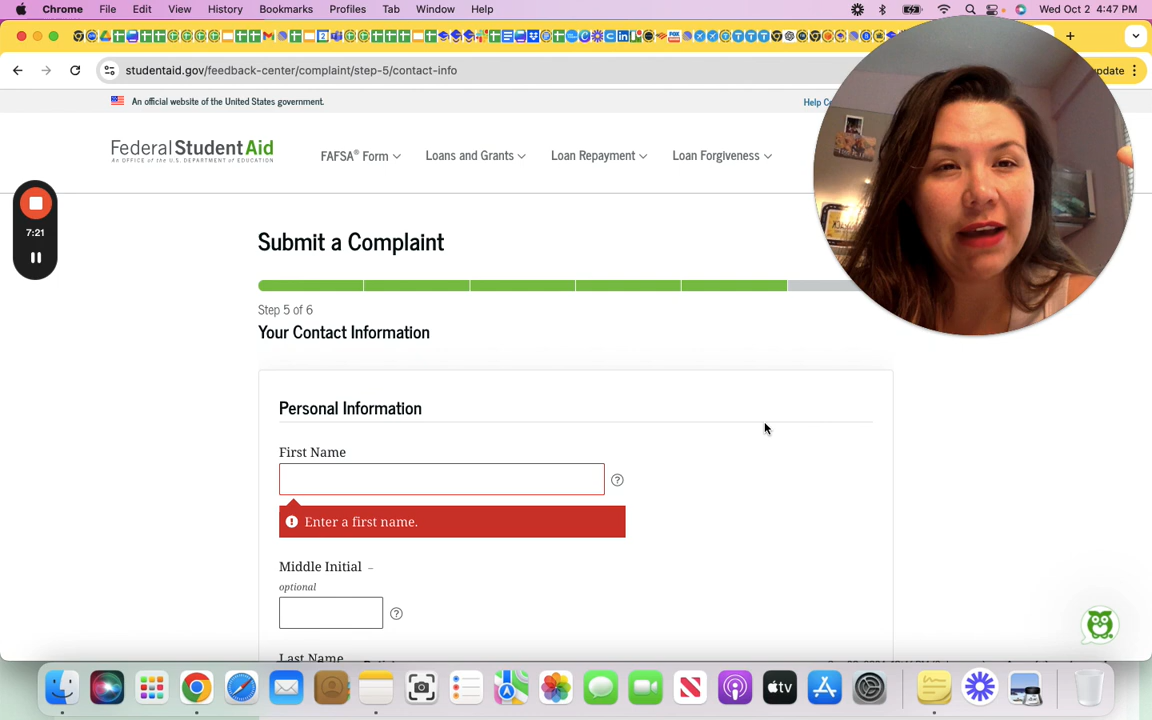 Chrome File Edit View History Bookmarks Profiles Tab Window Help Wed Oct 2 4:47 PM
studentaid.gov/feedback-center/complaint/step-5/contact-info
An official website of the United States government.
Help
Federal Student Aid
An OFFICE of the U.S. DEPARTMENT of EDUCATION
FAFSA® Form Loans and Grants Loan Repayment Loan Forgiveness
7:21
Submit a Complaint
Step 5 of 6
Your Contact Information
Personal Information
First Name
Enter a first name.
Middle Initial –
optional
Last Name
tv